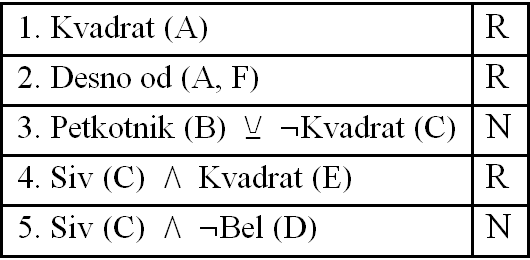 1. Kvadrat (A) R
2. Desno od (A, F) R
3. Petkotnik (B) ⊻ ¬Kvadrat (C) N
4. Siv (C) ∧ Kvadrat (E) R
5. Siv (C) ∧ ¬Bel (D) N